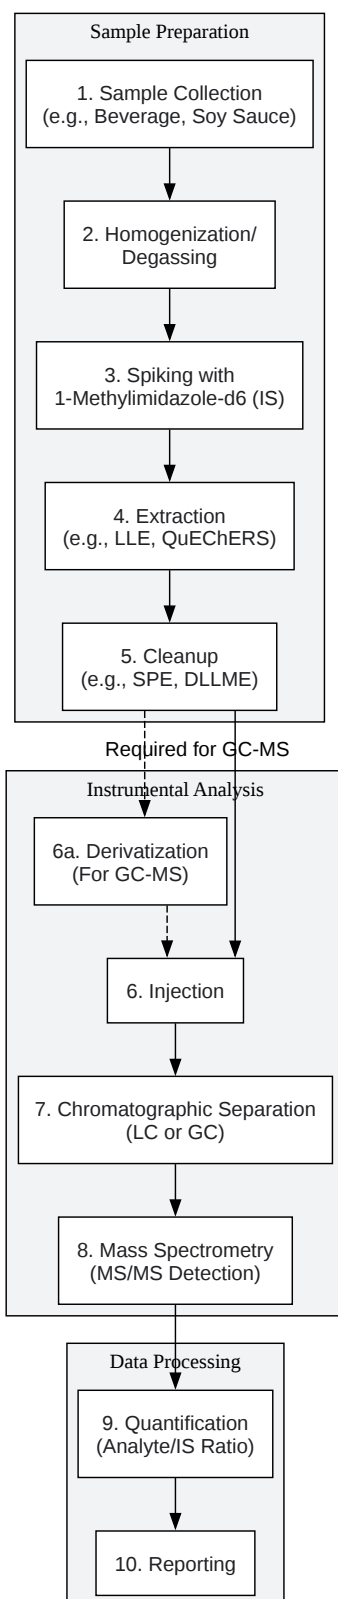 Sample Preparation
1. Sample Collection
(e.g., Beverage, Soy Sauce)
2. Homogenization/
Degassing
3. Spiking with
1-Methylimidazole-d6 (IS)
4. Extraction
(e.g., LLE, QuEChERS)
5. Cleanup
(e.g., SPE, DLLME)
Required for GC-MS
Instrumental Analysis
6a. Derivatization
(For GC-MS)
6. Injection
7. Chromatographic Separation
(LC or GC)
8. Mass Spectrometry
(MS/MS Detection)
Data Processing
9. Quantification
(Analyte/IS Ratio)
10. Reporting